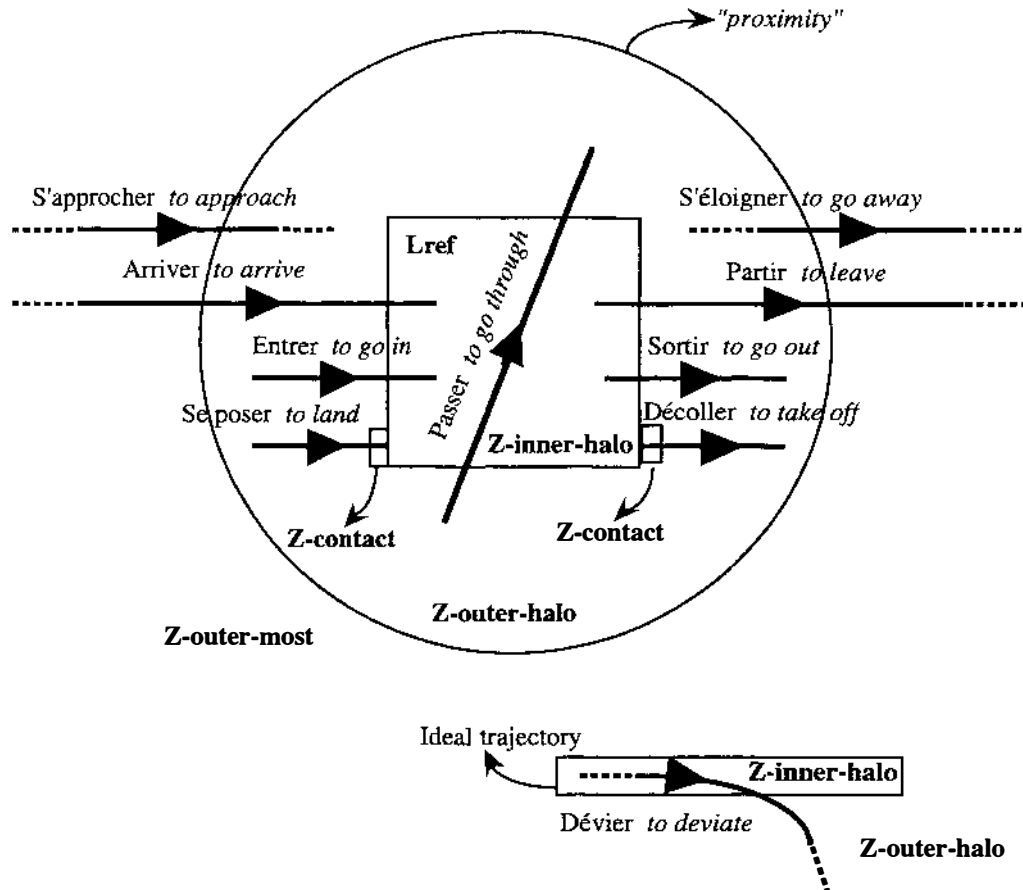 "proximity"
S'approcher to approach
S'éloigner to go away
Lref
Arriver to arrive
Partir to leave
Passer to go through
Entrer to go in
Sortir to go out
Se poser to land
Décoller to take off
Z-inner-halo
Z-contact
Z-contact
Z-outer-halo
Z-outer-most
Ideal trajectory
Z-inner-halo
Dévier to deviate
Z-outer-halo